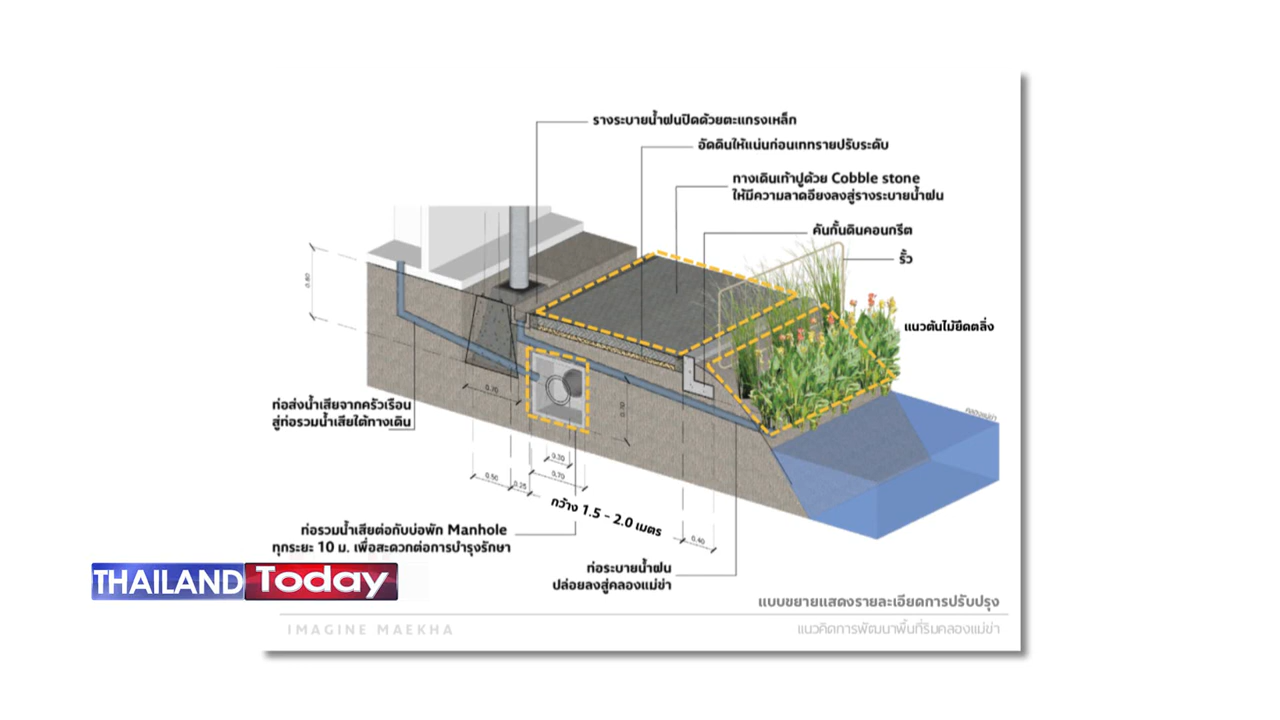 รางระบายน้ำฝนปิดด้วยตะแกรงเหล็ก
อัดดินให้แน่นก่อนเททรายปรับระดับ
ทางเดินเท้าปูด้วย Cobble stone
ให้มีความลาดเอียงลงสู่รางระบายน้ำฝน
คันกั้นดินคอนกรีต
รั้ว
แนวต้นไม้ยึดตลิ่ง
0.80
คลองแม่ข่า
ท่อส่งน้ำเสียจากครัวเรือน
สู่ท่อรวมน้ำเสียใต้ทางเดิน
0.70
0.70
0.30
0.70
0.50
0.25
กว้าง 1.5 - 2.0 เมตร
0.40
ท่อรวมน้ำเสียต่อกับบ่อพัก Manhole
ทุกระยะ 10 ม. เพื่อสะดวกต่อการบำรุงรักษา
ท่อระบายน้ำฝน
ปล่อยลงสู่คลองแม่ข่า
THAILAND Today
แบบขยายแสดงรายละเอียดการปรับปรุง
IMAGINE MAEKHA
แนวคิดการพัฒนาพื้นที่ริมคลองแม่ข่า